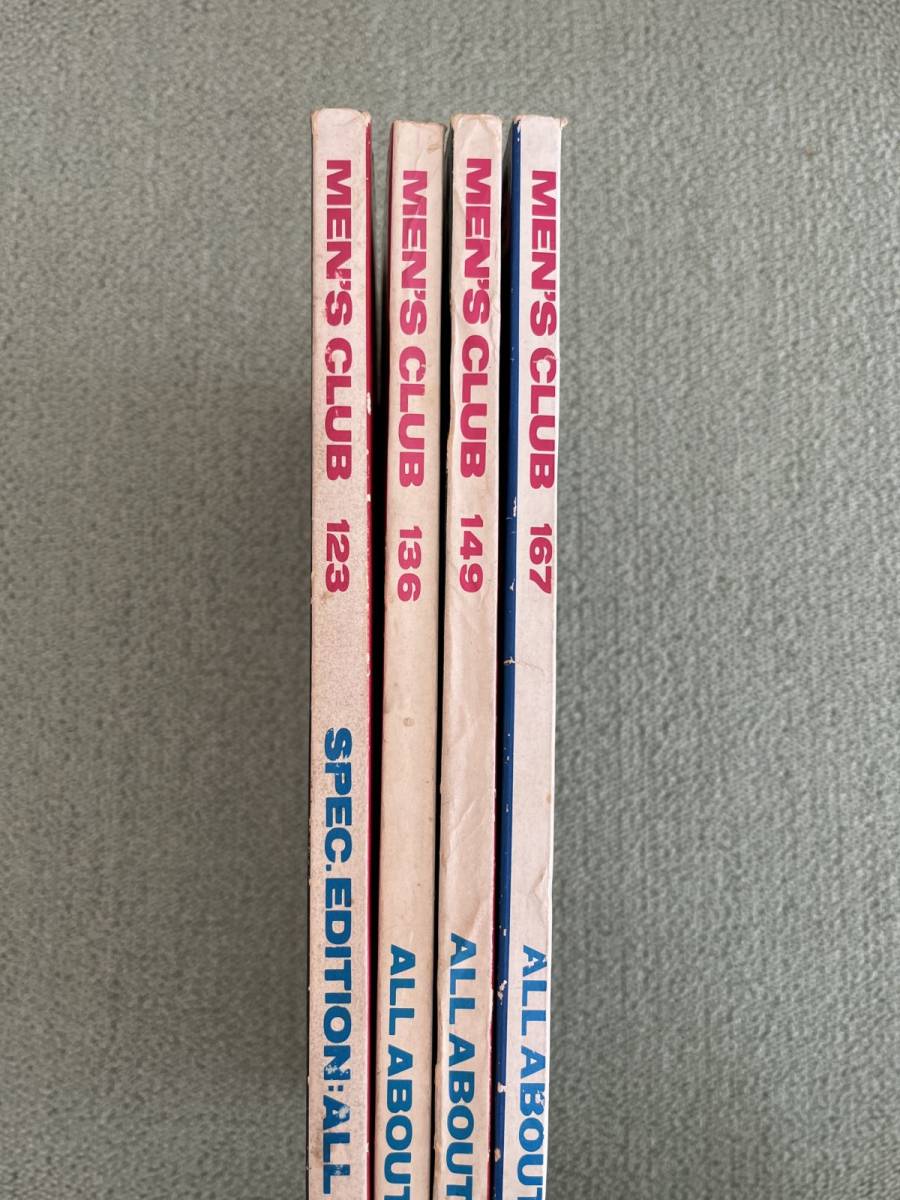 MEN'S CLUB 123 SPEC. EDITION: ALL
MEN'S CLUB 136 ALL ABOUT
MEN'S CLUB 149 ALL ABOUT
MEN'S CLUB 167 ALL ABOUT